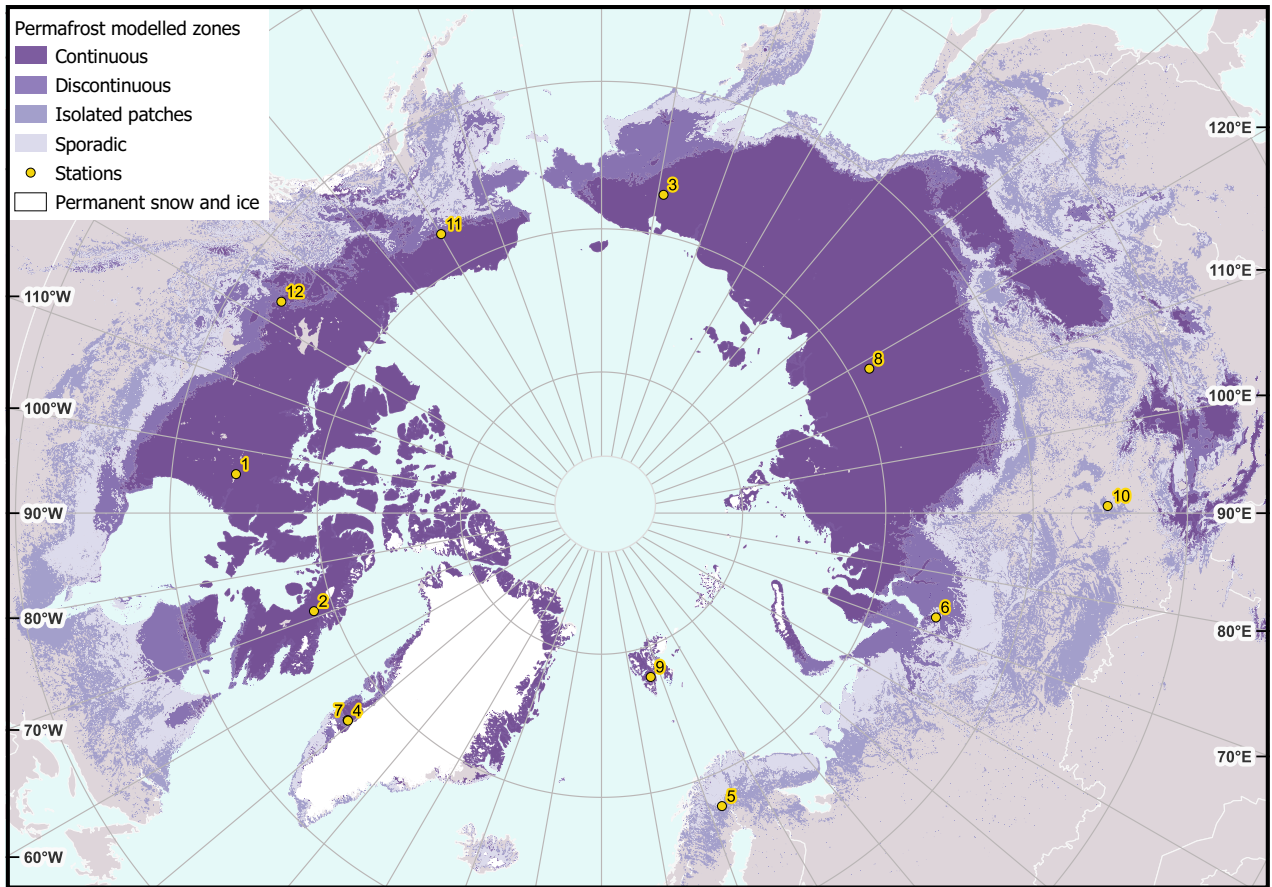 Permafrost modelled zones
Continuous
Discontinuous
Isolated patches
Sporadic
Stations
Permanent snow and ice
120°E
3
11
110°E
12
110°W
8
100°E
100°W
1
10
90°W
90°E
2
6
80°W
80°E
9
7 4
70°W
70°E
5
60°W